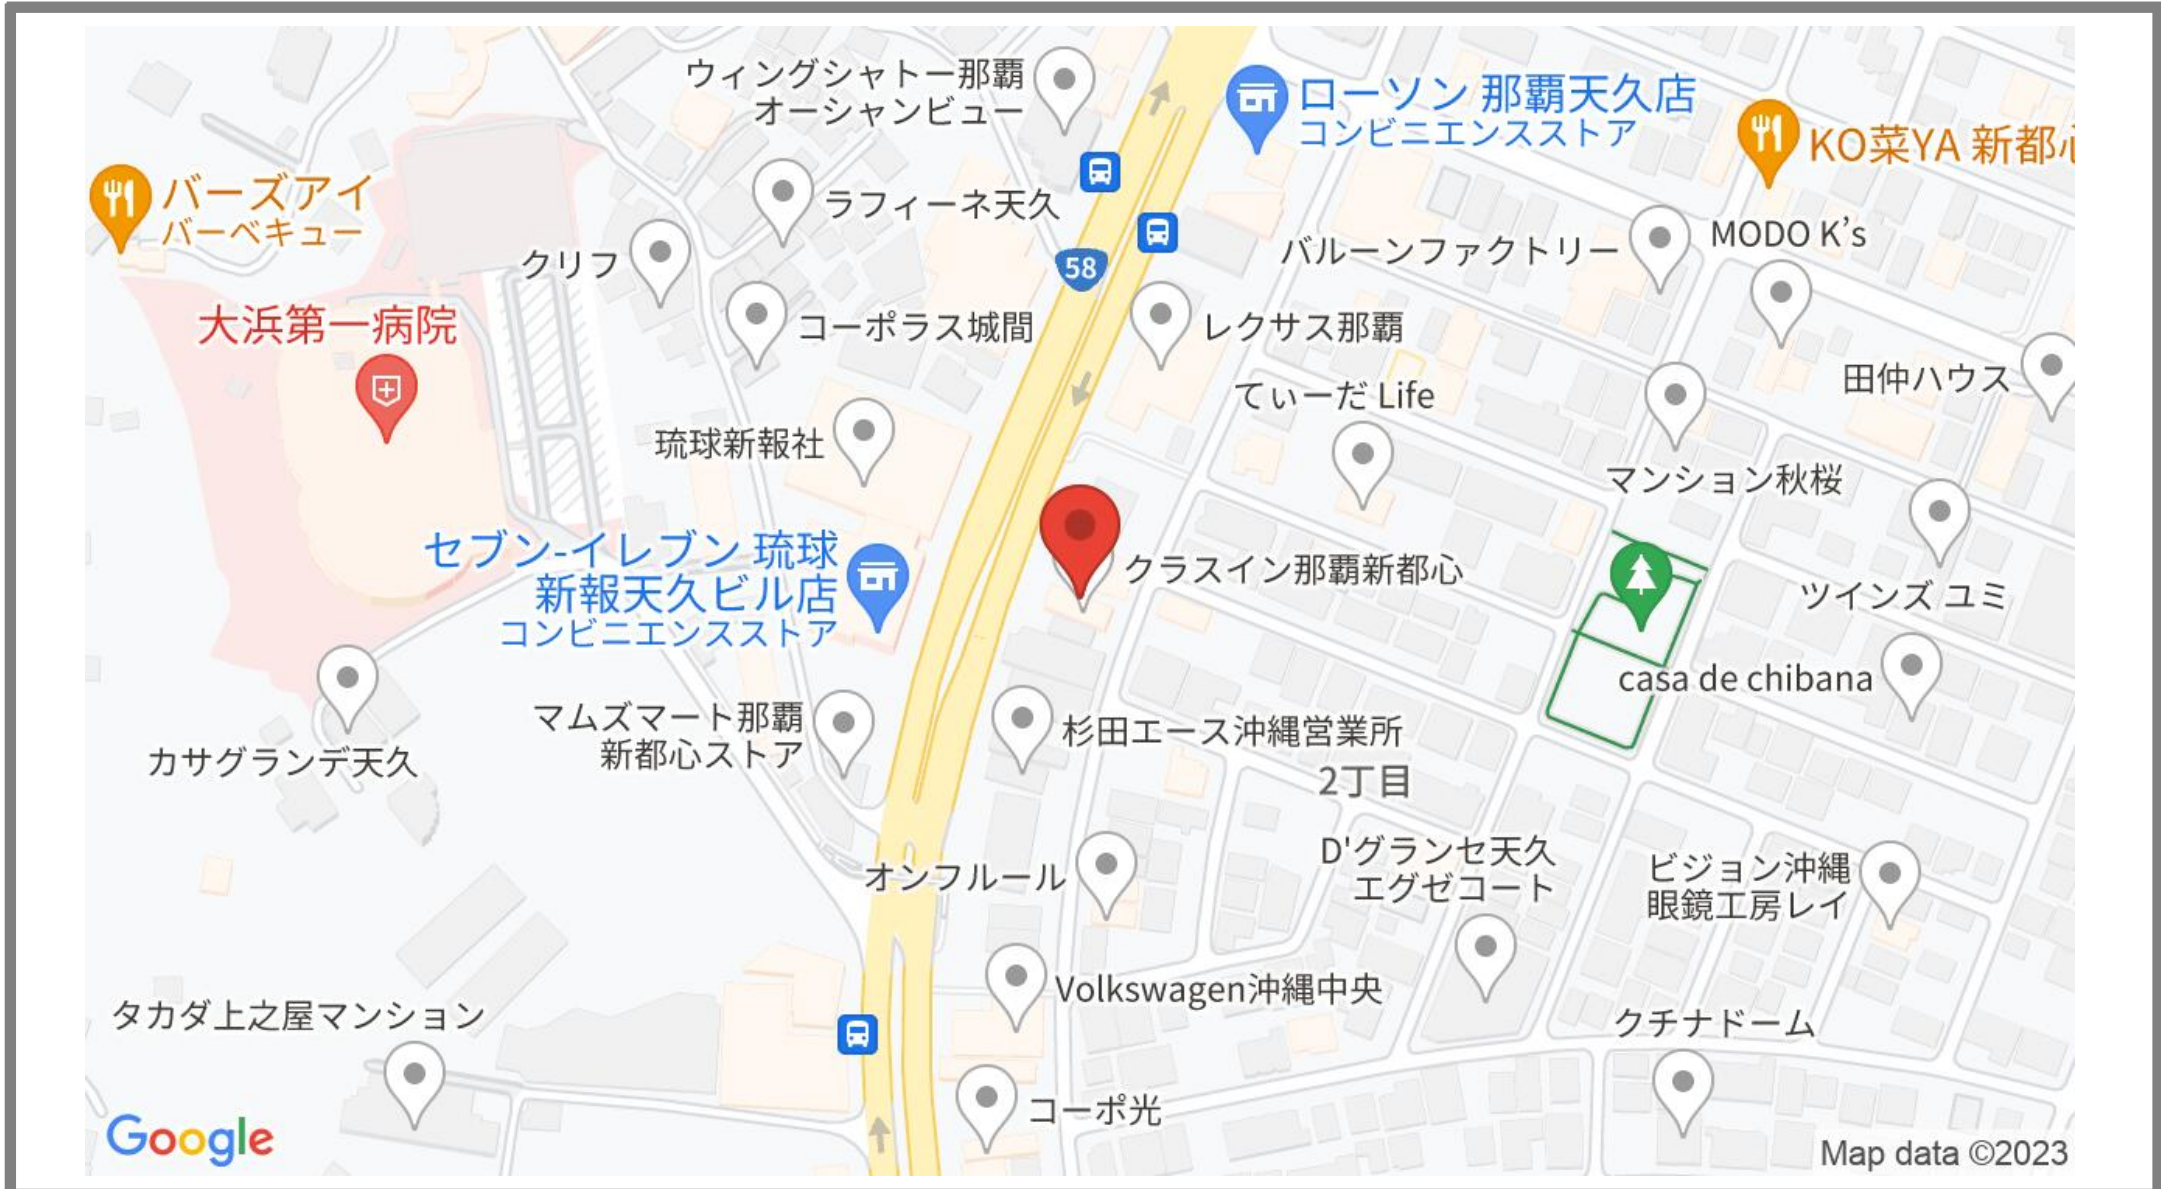 ウィングシャトー那覇
オーシャンビュー
ローソン 那覇天久店
コンビニエンスストア
KO菜YA 新都心
バーズアイ
バーベキュー
ラフィーネ天久
クリフ
58
バルーンファクトリー
MODO K's
大浜第一病院
コーポラス城間
レクサス那覇
てぃーだ Life
田仲ハウス
琉球新報社
マンション秋桜
セブン-イレブン 琉球
新報天久ビル店
コンビニエンスストア
クラスイン那覇新都心
ツインズ ユミ
casa de chibana
カサグランデ天久
マムズマート那覇
新都心ストア
杉田エース沖縄営業所
2丁目
オンフルール
D'グランセ天久
エグゼコート
ビジョン沖縄
眼鏡工房レイ
Volkswagen沖縄中央
タカダ上之屋マンション
クチナドーム
コーポ光
Google
Map data ©2023